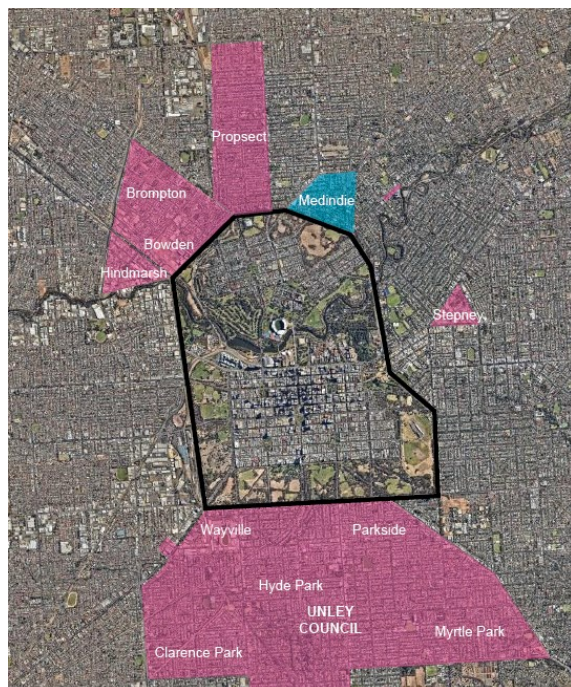 Propsect
Brompton
Medindie
Bowden
Hindmarsh
Stepney
Wayville
Parkside
Hyde Park
UNLEY
COUNCIL
Myrtle Park
Clarence Park